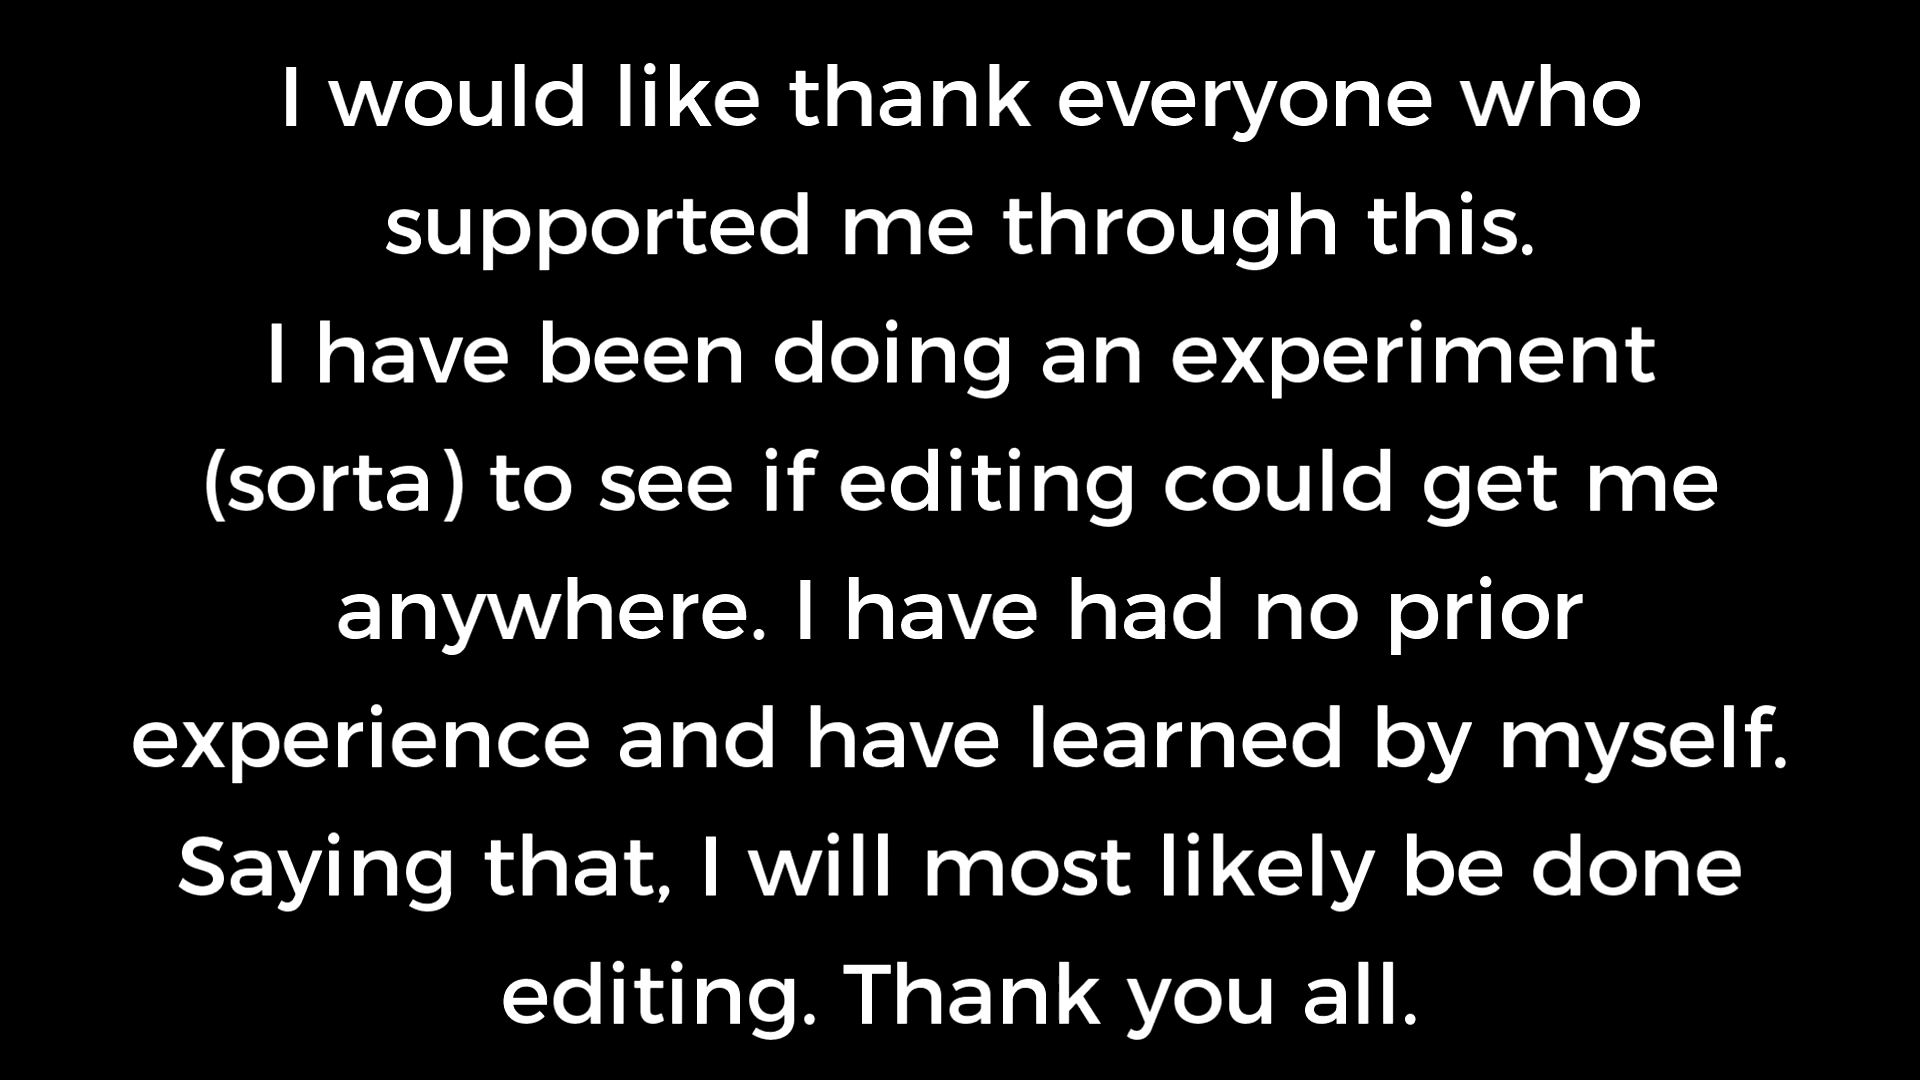 I would like thank everyone who
supported me through this.
I have been doing an experiment
(sorta) to see if editing could get me
anywhere. I have had no prior
experience and have learned by myself.
Saying that, I will most likely be done
editing. Thank you all.